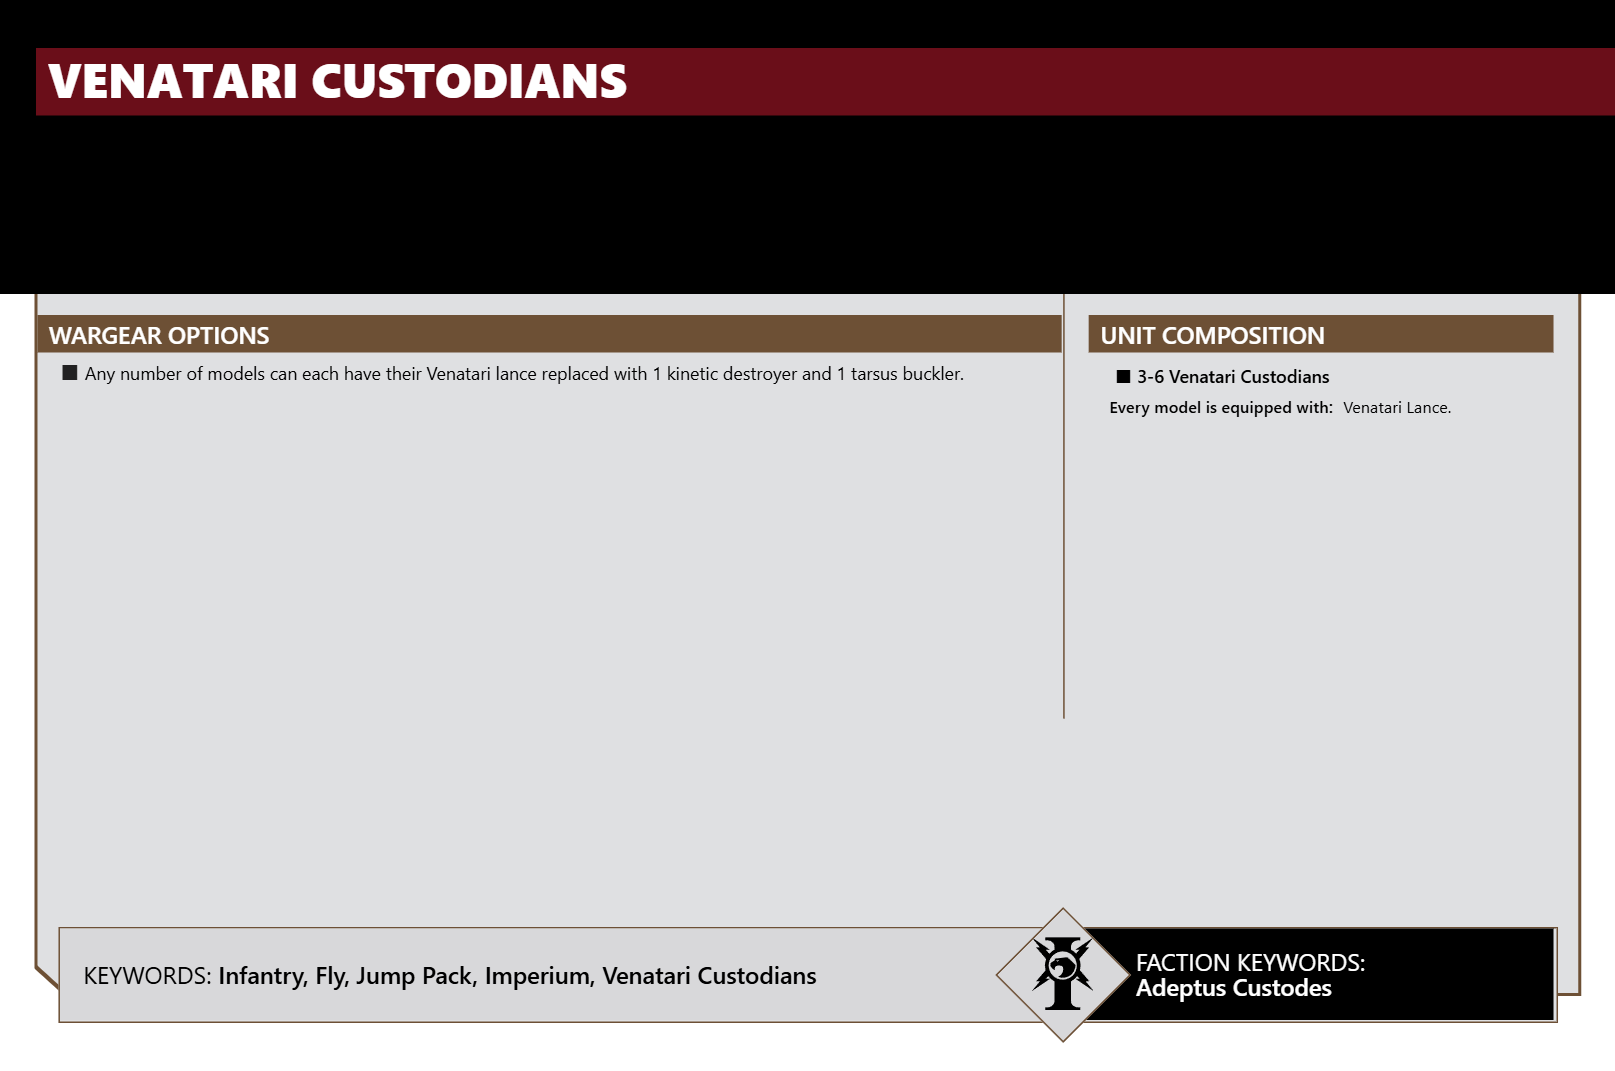 VENATARI CUSTODIANS
WARGEAR OPTIONS
■ Any number of models can each have their Venatari lance replaced with 1 kinetic destroyer and 1 tarsus buckler.
UNIT COMPOSITION
■ 3-6 Venatari Custodians
Every model is equipped with: Venatari Lance.
KEYWORDS: Infantry, Fly, Jump Pack, Imperium, Venatari Custodians
FACTION KEYWORDS:
Adeptus Custodes